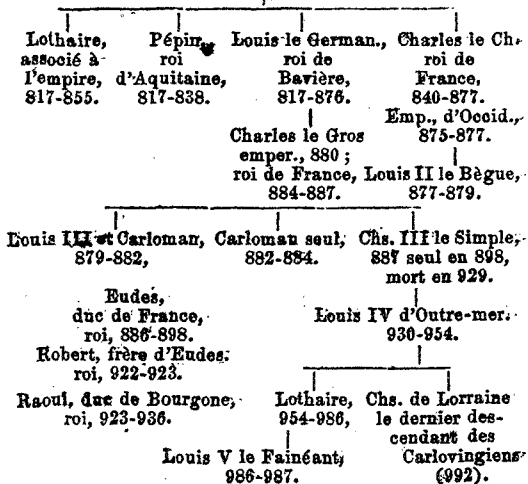 Lothaire,
associé à
l'empire,
817-855.
Pépin,
roi
d'Aquitaine,
817-838.
Louis le German.,
roi de
Bavière,
817-876.
Charles le Ch.
roi de
France,
840-877.
Emp., d'Occid.,
875-877.
Charles le Gros
emper., 880 ;
roi de France,
884-887.
Louis II le Bègue,
877-879.
Louis III et Carloman,
879-882,
Carloman seul,
882-884.
Chs. III le Simple,
887 seul en 898,
mort en 929.
Eudes,
duc de France,
roi, 886-898.
Robert, frère d'Eudes.
roi, 922-923.
Raoul, duc de Bourgone,
roi, 923-936.
Louis IV d'Outre-mer.
930-954.
Lothaire,
954-986,
Chs. de Lorraine
le dernier des-
cendant des
Carlovingiens
(992).
Louis V le Fainéant,
986-987.